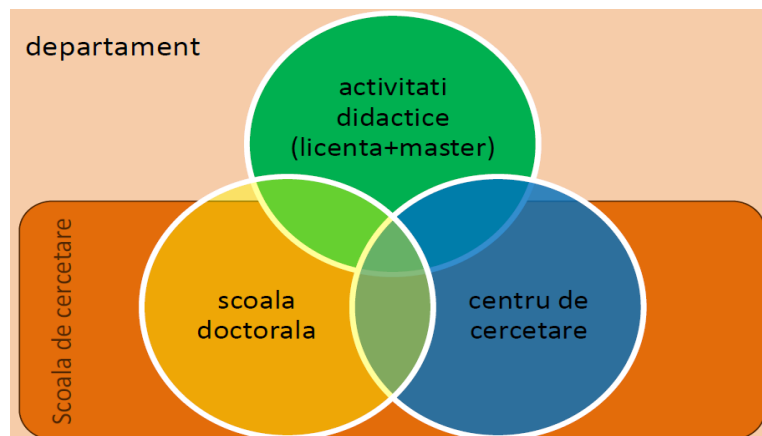 departament
activitati
didactice
(licenta+master)
Scoala de cercetare
scoala
doctorala
centru de
cercetare